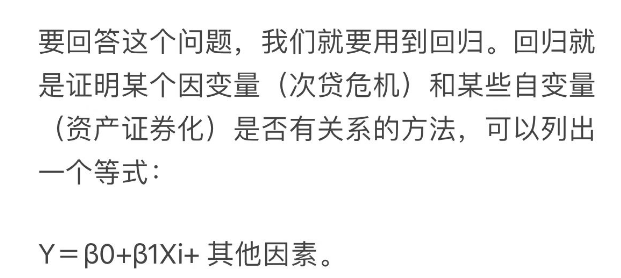 要回答这个问题，我们就要用到回归。回归就
是证明某个因变量（次贷危机）和某些自变量
（资产证券化）是否有关系的方法，可以列出
一个等式：
Y＝β0+β1Xi+ 其他因素。